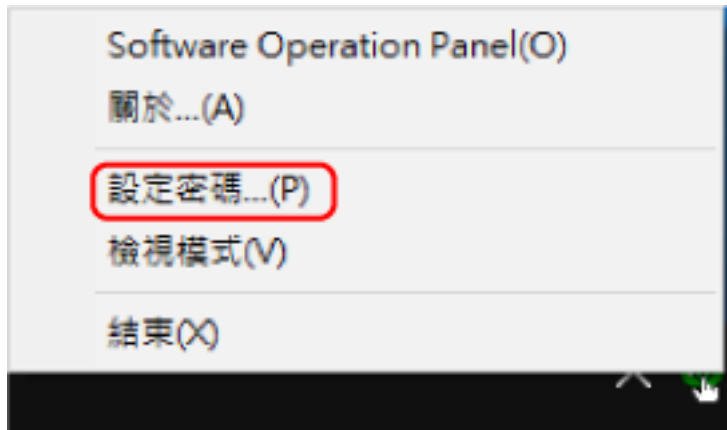 Software Operation Panel(O)
關於...(A)
設定密碼...(P)
檢視模式(V)
結束(X)